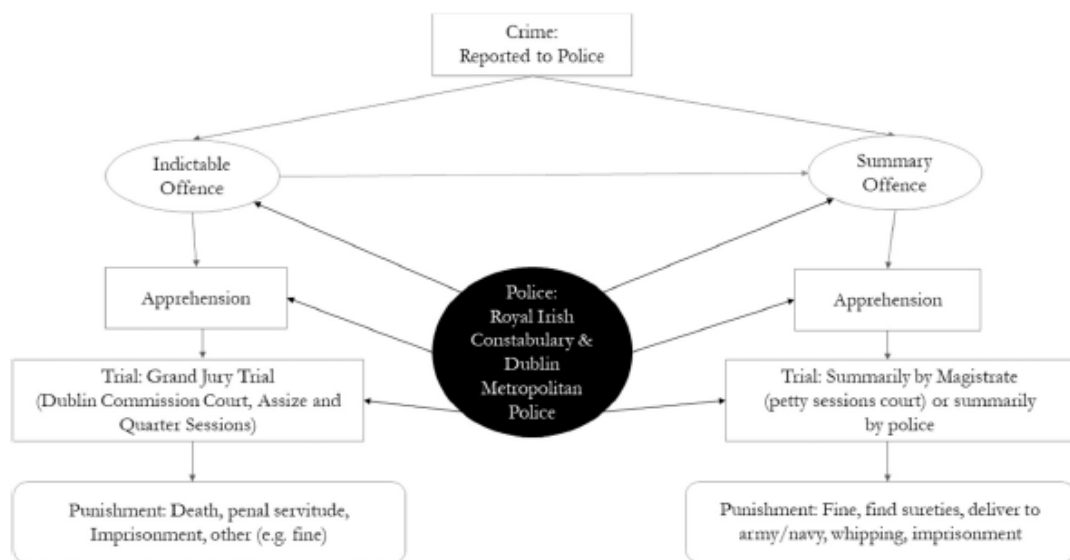 Crime:
Reported to Police
Indictable
Offence
Summary
Offence
Apprehension
Police:
Royal Irish
Constabulary &
Dublin
Metropolitan
Police
Apprehension
Trial: Grand Jury Trial
(Dublin Commission Court, Assize and
Quarter Sessions)
Trial: Summarily by Magistrate
(petty sessions court) or summarily
by police
Punishment: Death, penal servitude,
Imprisonment, other (e.g. fine)
Punishment: Fine, find sureties, deliver to
army/navy, whipping, imprisonment